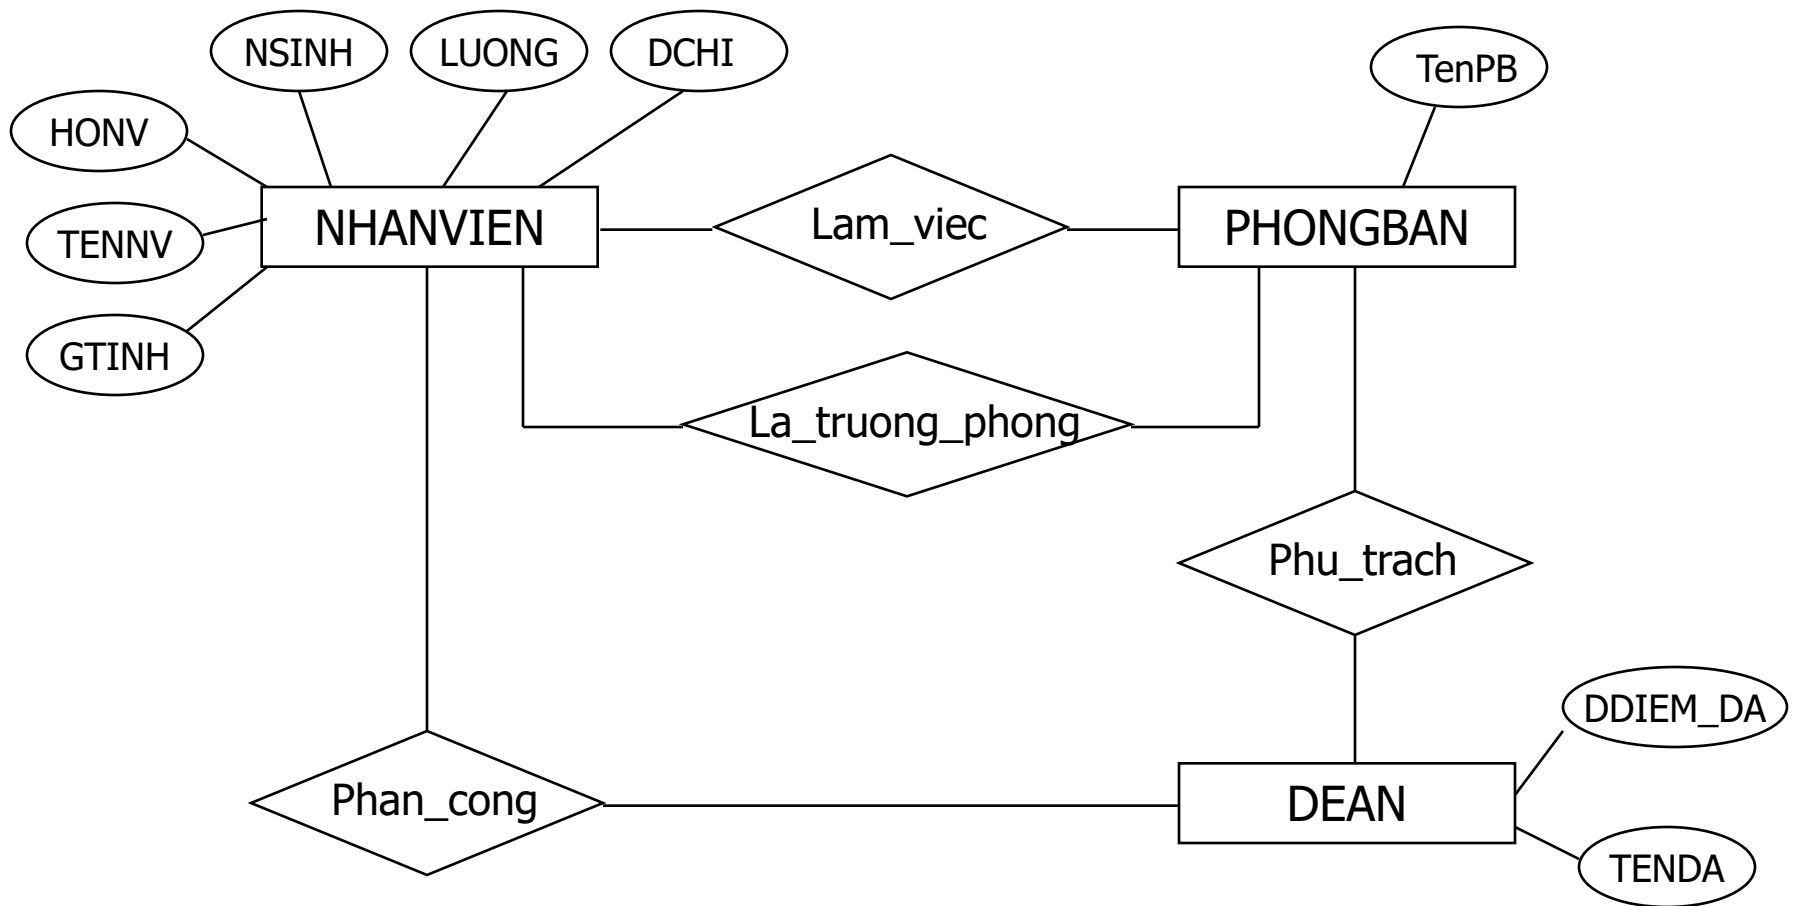 NSINH
LUONG
DCHI
TenPB
HONV
NHANVIEN
Lam_viec
PHONGBAN
TENNV
GTINH
La_truong_phong
Phu_trach
DDIEM_DA
Phan_cong
DEAN
TENDA